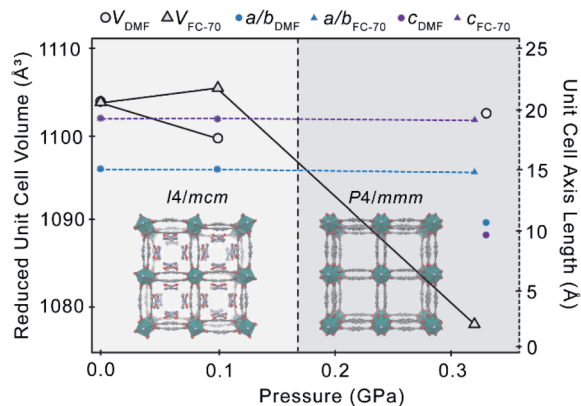 V_DMF V_FC-70 a/b_DMF a/b_FC-70 c_DMF c_FC-70
Reduced Unit Cell Volume (Å³)
1110
1100
1090
1080
25
20
15
10
5
0
Unit Cell Axis Length (Å)
I4/mcm
P4/mmm
0.0 0.1 0.2 0.3
Pressure (GPa)